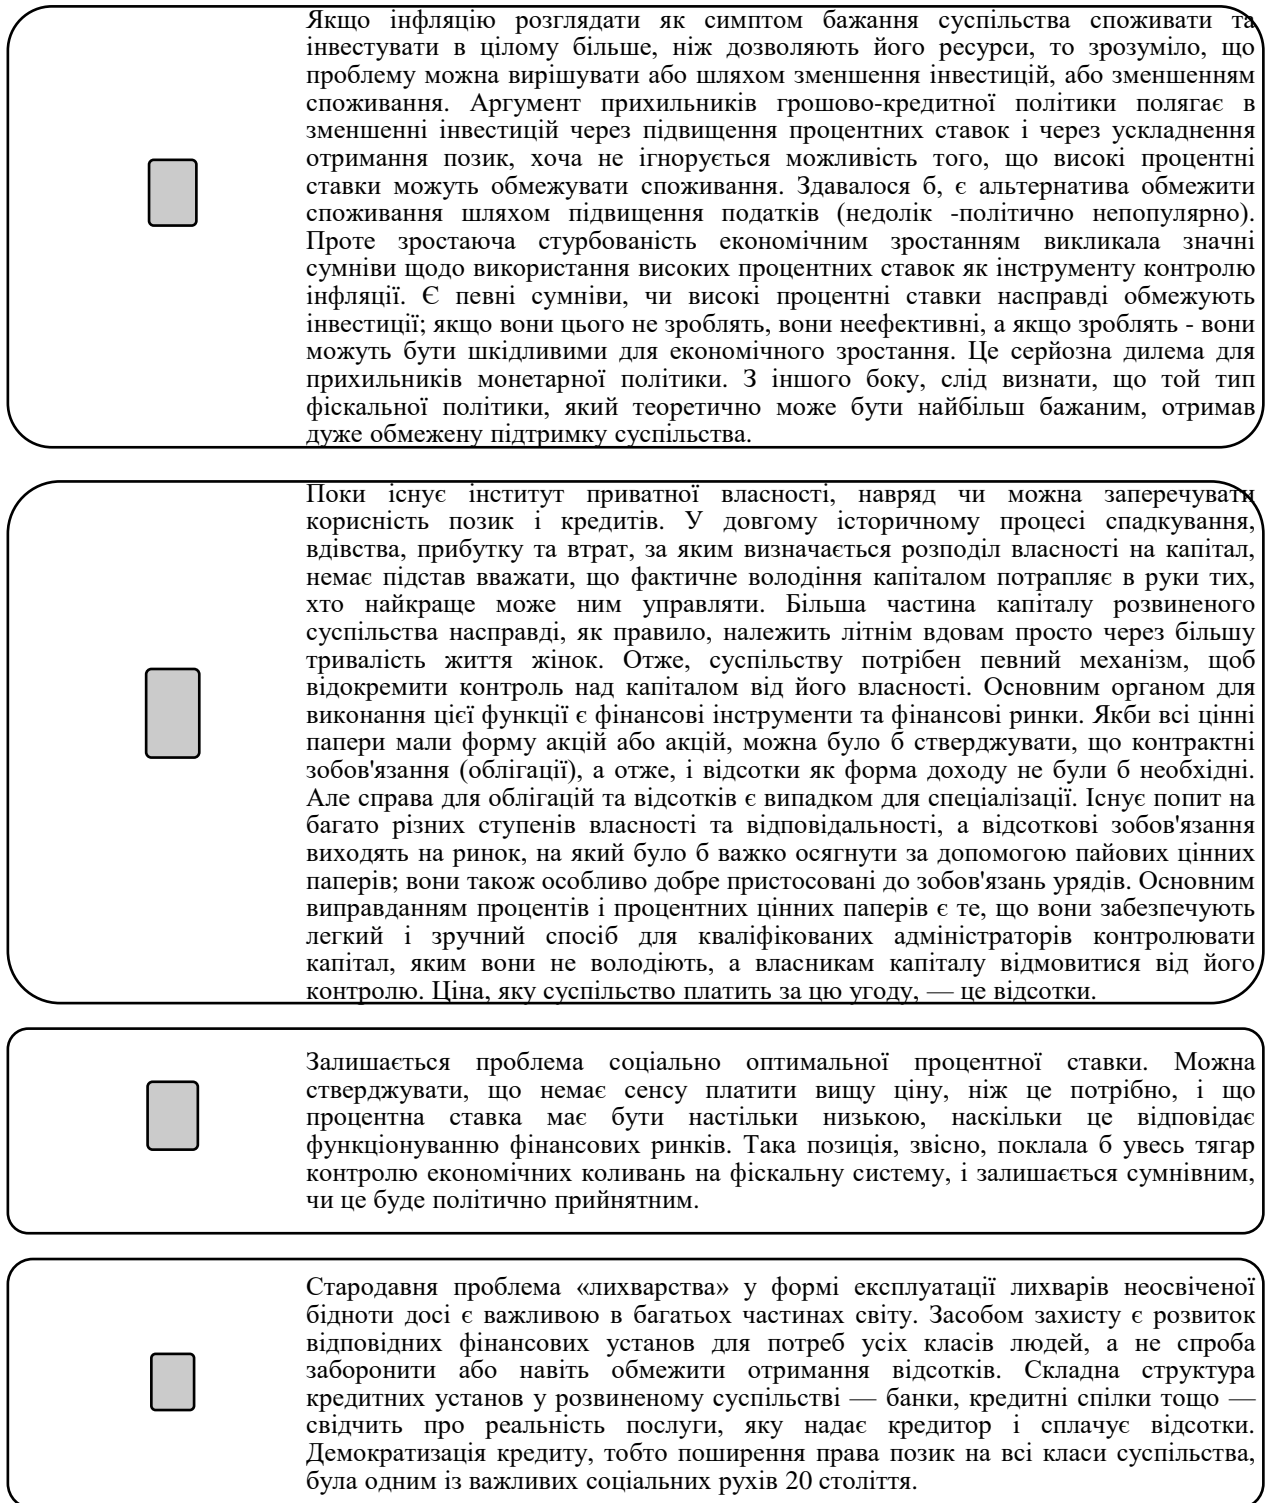 Якщо інфляцію розглядати як симптом бажання суспільства споживати та
інвестувати в цілому більше, ніж дозволяють його ресурси, то зрозуміло, що
проблему можна вирішувати або шляхом зменшення інвестицій, або зменшенням
споживання. Аргумент прихильників грошово-кредитної політики полягає в
зменшенні інвестицій через підвищення процентних ставок і через ускладнення
отримання позик, хоча не ігнорується можливість того, що високі процентні
ставки можуть обмежувати споживання. Здавалося б, є альтернатива обмежити
споживання шляхом підвищення податків (недолік -політично непопулярно).
Проте зростаюча стурбованість економічним зростанням викликала значні
сумніви щодо використання високих процентних ставок як інструменту контролю
інфляції. Є певні сумніви, чи високі процентні ставки насправді обмежують
інвестиції; якщо вони цього не зроблять, вони неефективні, а якщо зроблять - вони
можуть бути шкідливими для економічного зростання. Це серйозна дилема для
прихильників монетарної політики. З іншого боку, слід визнати, що той тип
фіскальної політики, який теоретично може бути найбільш бажаним, отримав
дуже обмежену підтримку суспільства.
Поки існує інститут приватної власності, навряд чи можна заперечувати
корисність позик і кредитів. У довгому історичному процесі спадкування,
вдівства, прибутку та втрат, за яким визначається розподіл власності на капітал,
немає підстав вважати, що фактичне володіння капіталом потрапляє в руки тих,
хто найкраще може ним управляти. Більша частина капіталу розвиненого
суспільства насправді, як правило, належить літнім вдовам просто через більшу
тривалість життя жінок. Отже, суспільству потрібен певний механізм, щоб
відокремити контроль над капіталом від його власності. Основним органом для
виконання цієї функції є фінансові інструменти та фінансові ринки. Якби всі цінні
папери мали форму акцій або акцій, можна було б стверджувати, що контрактні
зобов'язання (облігації), а отже, і відсотки як форма доходу не були б необхідні.
Але справа для облігацій та відсотків є випадком для спеціалізації. Існує попит на
багато різних ступенів власності та відповідальності, а відсоткові зобов'язання
виходять на ринок, на який було б важко осягнути за допомогою пайових цінних
паперів; вони також особливо добре пристосовані до зобов'язань урядів. Основним
виправданням процентів і процентних цінних паперів є те, що вони забезпечують
легкий і зручний спосіб для кваліфікованих адміністраторів контролювати
капітал, яким вони не володіють, а власникам капіталу відмовитися від його
контролю. Ціна, яку суспільство платить за цю угоду, — це відсотки.
Залишається проблема соціально оптимальної процентної ставки. Можна
стверджувати, що немає сенсу платити вищу ціну, ніж це потрібно, і що
процентна ставка має бути настільки низькою, наскільки це відповідає
функціонуванню фінансових ринків. Така позиція, звісно, поклала б увесь тягар
контролю економічних коливань на фіскальну систему, і залишається сумнівним,
чи це буде політично прийнятним.
Стародавня проблема «лихварства» у формі експлуатації лихварів неосвіченої
бідноти досі є важливою в багатьох частинах світу. Засобом захисту є розвиток
відповідних фінансових установ для потреб усіх класів людей, а не спроба
заборонити або навіть обмежити отримання відсотків. Складна структура
кредитних установ у розвиненому суспільстві — банки, кредитні спілки тощо —
свідчить про реальність послуги, яку надає кредитор і сплачує відсотки.
Демократизація кредиту, тобто поширення права позик на всі класи суспільства,
була одним із важливих соціальних рухів 20 століття.